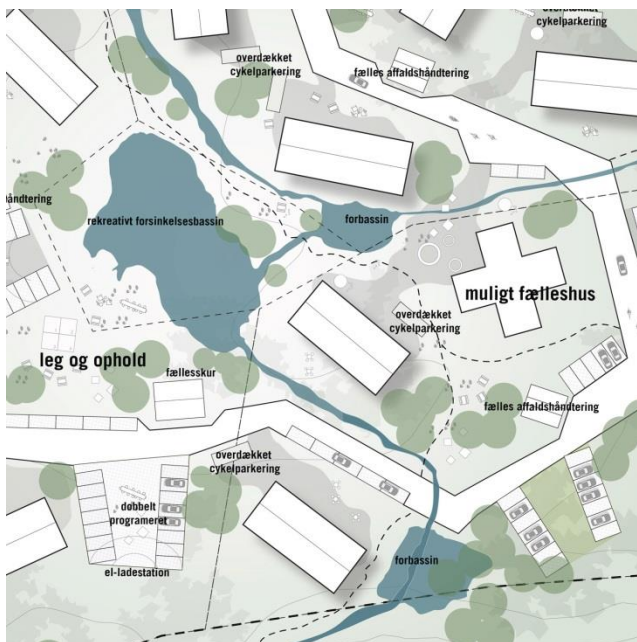 overdækket
cykelparkering
fælles affaldshåndtering
overdækket
cykelparkering
håndtering
rekreativt forsinkelsesbassin
forbassin
muligt fælleshus
overdækket
cykelparkering
leg og ophold
fællesskur
fælles affaldshåndtering
overdækket
cykelparkering
dobbelt
programeret
forbassin
el-ladestation